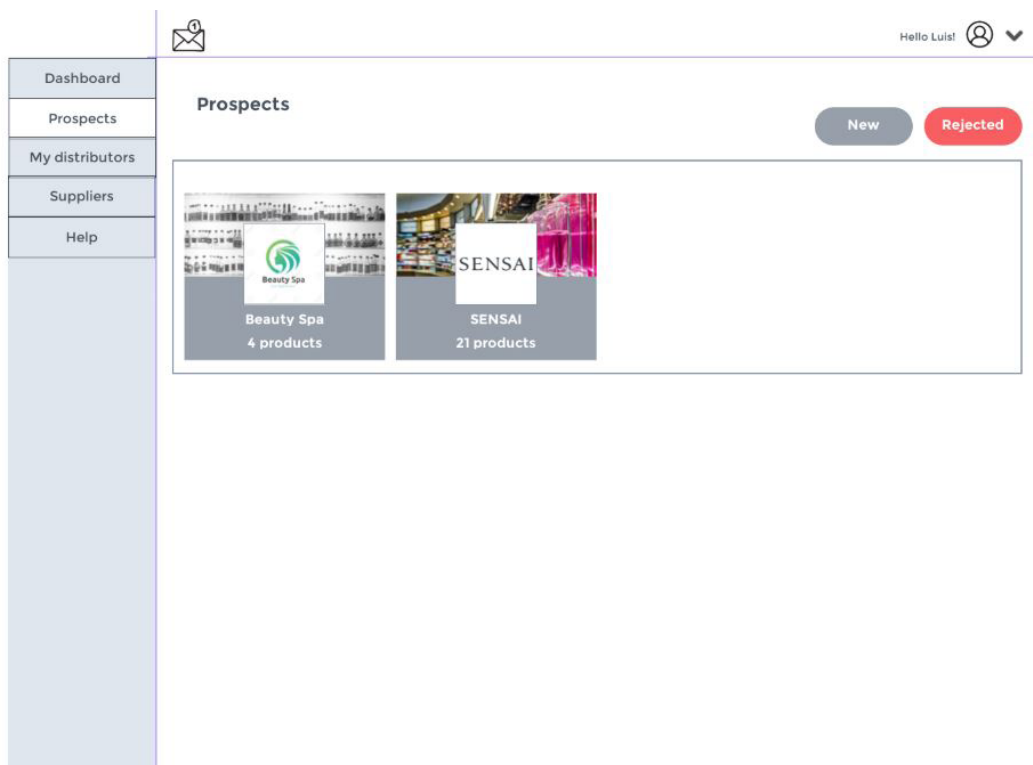 1
Hello Luis!
Dashboard
Prospects
My distributors
Suppliers
Help
Prospects
New
Rejected
Beauty Spa
Beauty Spa
4 products
SENSAI
SENSAI
21 products